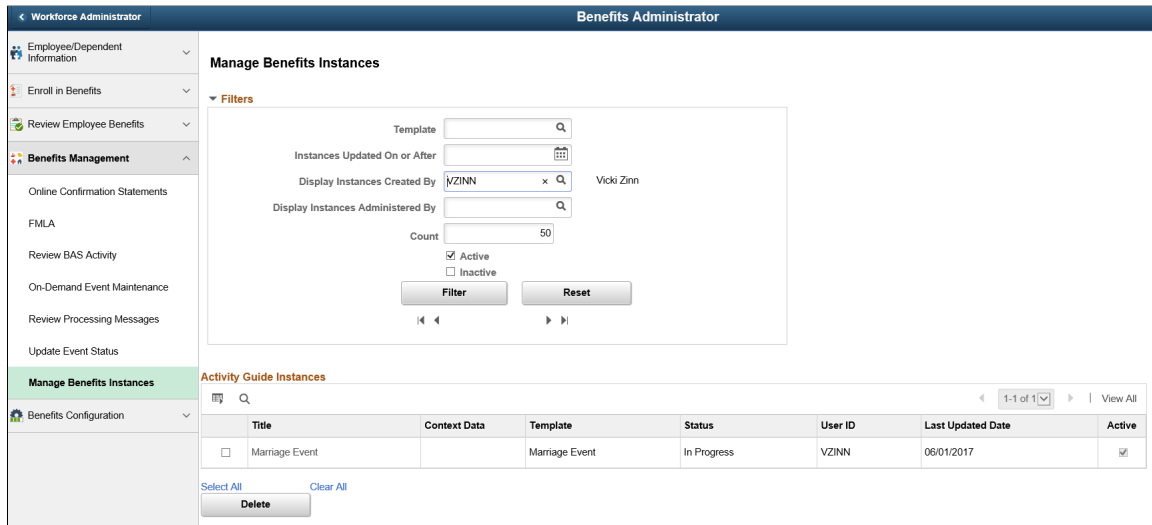 Workforce Administrator
Benefits Administrator
Employee/Dependent
Information
Enroll in Benefits
Review Employee Benefits
Benefits Management
Online Confirmation Statements
FMLA
Review BAS Activity
On-Demand Event Maintenance
Review Processing Messages
Update Event Status
Manage Benefits Instances
Benefits Configuration
Manage Benefits Instances
Filters
Template
Instances Updated On or After
Display Instances Created By VZINN × Vicki Zinn
Display Instances Administered By
Count 50
Active
Inactive
Filter Reset
Activity Guide Instances
1-1 of 1 | View All
Title Context Data Template Status User ID Last Updated Date Active
Marriage Event Marriage Event In Progress VZINN 06/01/2017
Select All Clear All
Delete